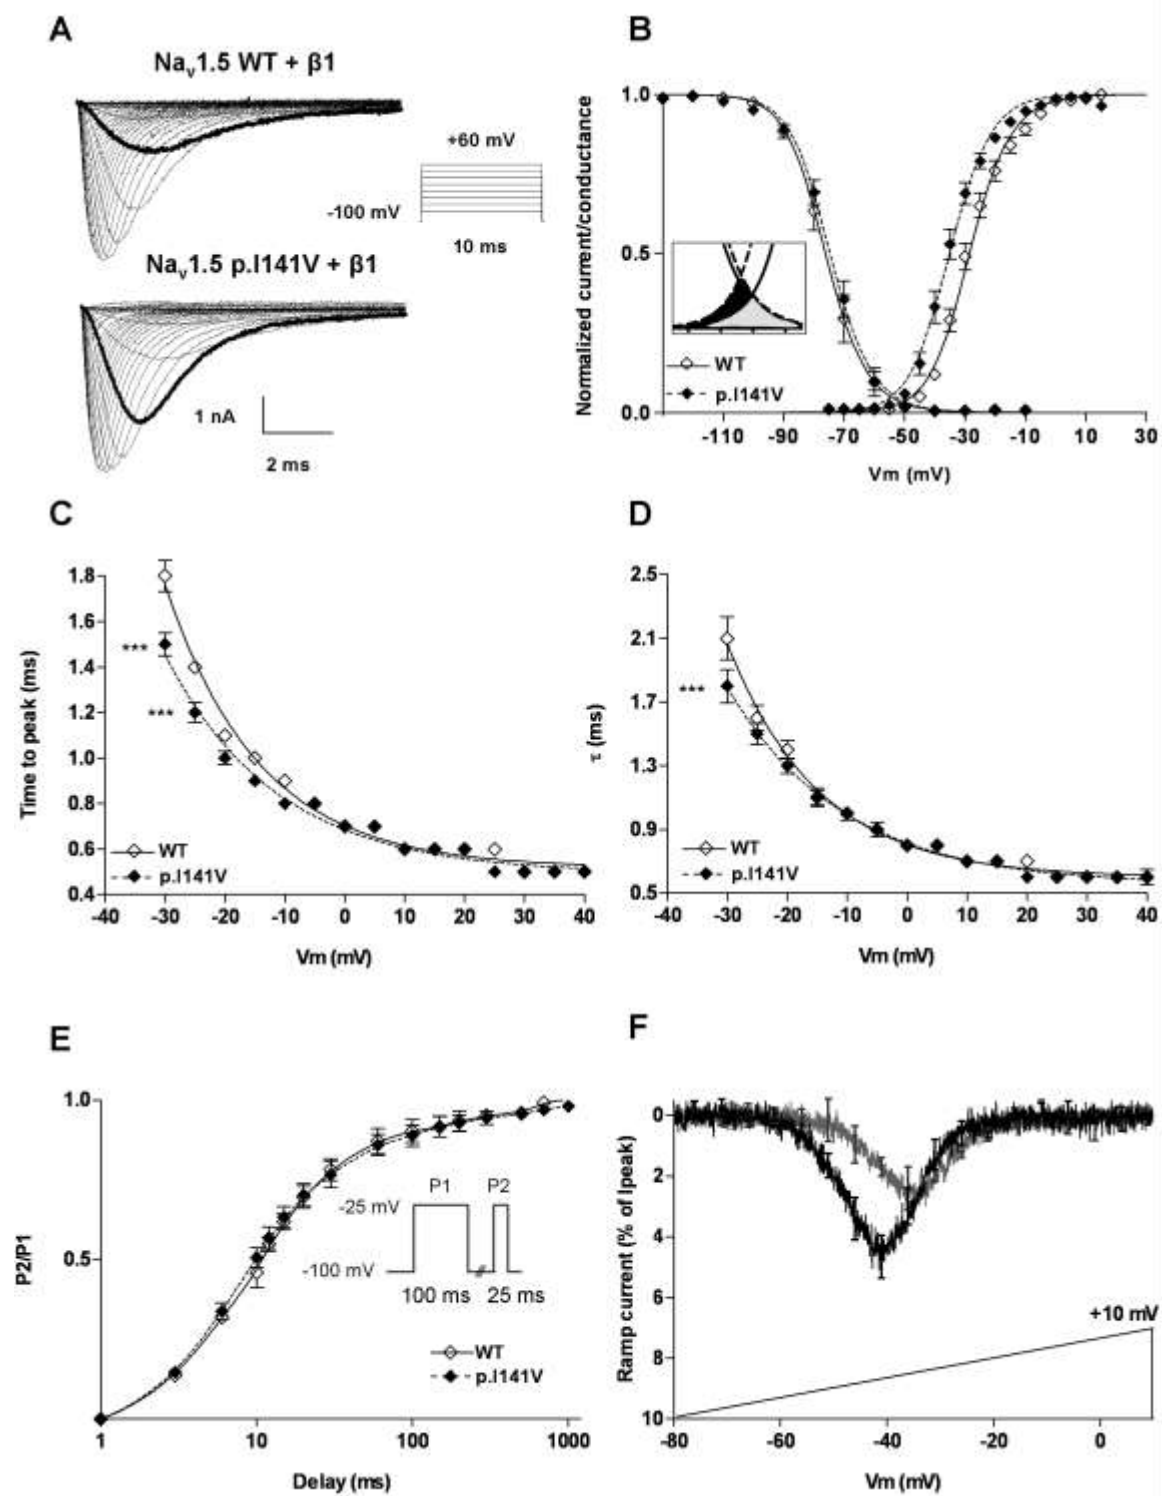 A
Nav1.5 WT + β1
+60 mV
-100 mV
10 ms
Nav1.5 p.I141V + β1
1 nA
2 ms
B
Normalized current/conductance
1.0
0.5
0.0
WT
p.I141V
-110 -90 -70 -50 -30 -10 10 30
Vm (mV)
C
Time to peak (ms)
1.8
1.6
1.4
1.2
1.0
0.8
0.6
0.4
***
***
WT
p.I141V
-40 -30 -20 -10 0 10 20 30 40
Vm (mV)
D
τ (ms)
2.5
2.1
1.7
1.3
0.9
0.5
***
WT
p.I141V
-40 -30 -20 -10 0 10 20 30 40
Vm (mV)
E
P2/P1
1.0
0.5
P1 P2
-25 mV
-100 mV
100 ms 25 ms
WT
p.I141V
1 10 100 1000
Delay (ms)
F
Ramp current (% of Ipeak)
0
2
4
6
8
10
+10 mV
-80 -60 -40 -20 0
Vm (mV)